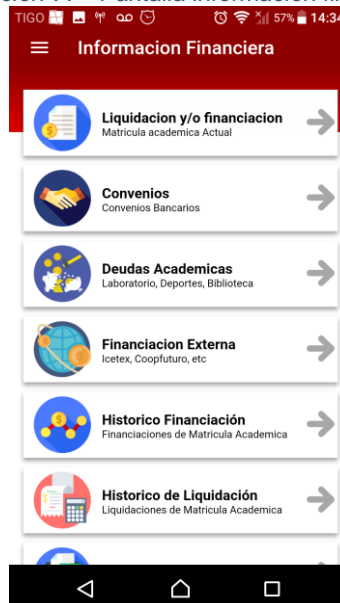 Pantalla
TIGO 57% 14:34
Informacion Financiera
Liquidacion y/o financiacion
Matricula academica Actual
Convenios
Convenios Bancarios
Deudas Academicas
Laboratorio, Deportes, Biblioteca
Financiacion Externa
Icetex, Coopfuturo, etc
Historico Financiación
Financiaciones de Matricula Academica
Historico de Liquidación
Liquidaciones de Matricula Academica